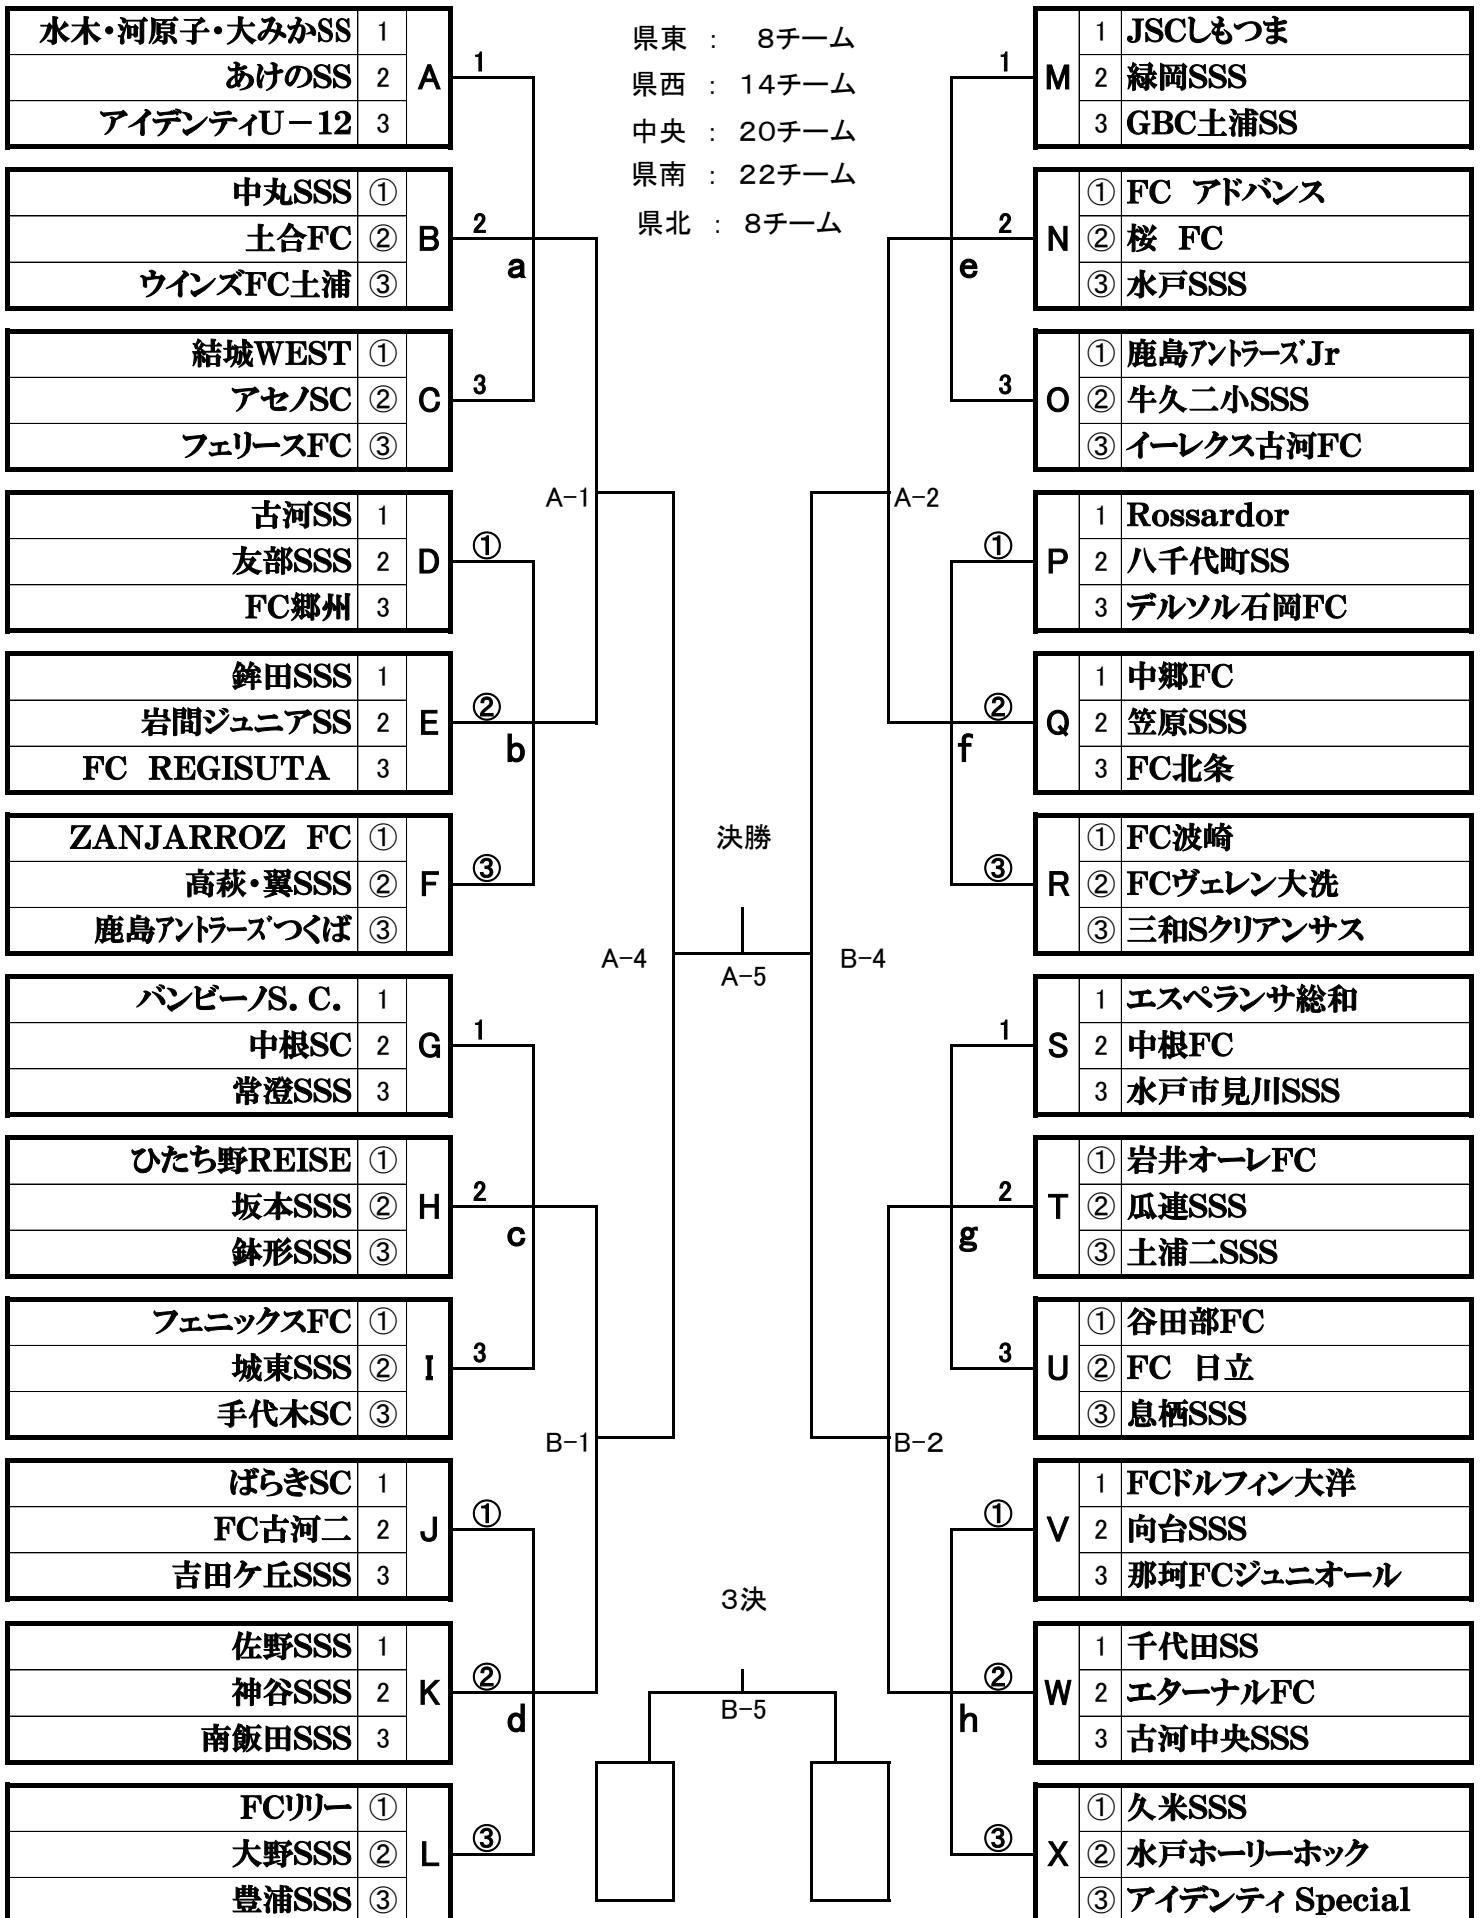 県東 : 8チーム
県西 : 14チーム
中央 : 20チーム
県南 : 22チーム
県北 : 8チーム
水木・河原子・大みかSS 1
あけのSS 2 A 1
アイデンティU－12 3
中丸SSS ①
土合FC ② B 2
ウインズFC土浦 ③
a
結城WEST ①
アセノSC ② C 3
フェリースFC ③
A-1
古河SS 1
友部SSS 2 D ①
FC郷州 3
鉾田SSS 1
岩間ジュニアSS 2 E ②
FC REGISUTA 3
b
ZANJARROZ FC ①
高萩・翼SSS ② F ③
鹿島アントラーズつくば ③
A-4
バンビーノS．C． 1
中根SC 2 G 1
常澄SSS 3
ひたち野REISE ①
坂本SSS ② H 2
鉢形SSS ③
c
フェニックスFC ①
城東SSS ② I 3
手代木SC ③
B-1
ばらきSC 1
FC古河二 2 J ①
吉田ケ丘SSS 3
佐野SSS 1
神谷SSS 2 K ②
南飯田SSS 3
d
FCリリー ①
大野SSS ② L ③
豊浦SSS ③
決勝
A-5
3決
B-5
1 JSCしもつま
1 M 2 緑岡SSS
3 GBC土浦SS
① FC アドバンス
2 N ② 桜 FC
③ 水戸SSS
e
① 鹿島アントラーズJr
3 O ② 牛久二小SSS
③ イーレクス古河FC
A-2
1 Rossardor
① P 2 八千代町SS
3 デルソル石岡FC
1 中郷FC
② Q 2 笠原SSS
3 FC北条
f
① FC波崎
③ R ② FCヴェレン大洗
③ 三和Sクリアンサス
B-4
1 エスペランサ総和
1 S 2 中根FC
3 水戸市見川SSS
① 岩井オーレFC
2 T ② 瓜連SSS
③ 土浦二SSS
g
① 谷田部FC
3 U ② FC 日立
③ 息栖SSS
B-2
1 FCドルフィン大洋
① V 2 向台SSS
3 那珂FCジュニオール
1 千代田SS
② W 2 エターナルFC
3 古河中央SSS
h
① 久米SSS
③ X ② 水戸ホーリーホック
③ アイデンティ Special